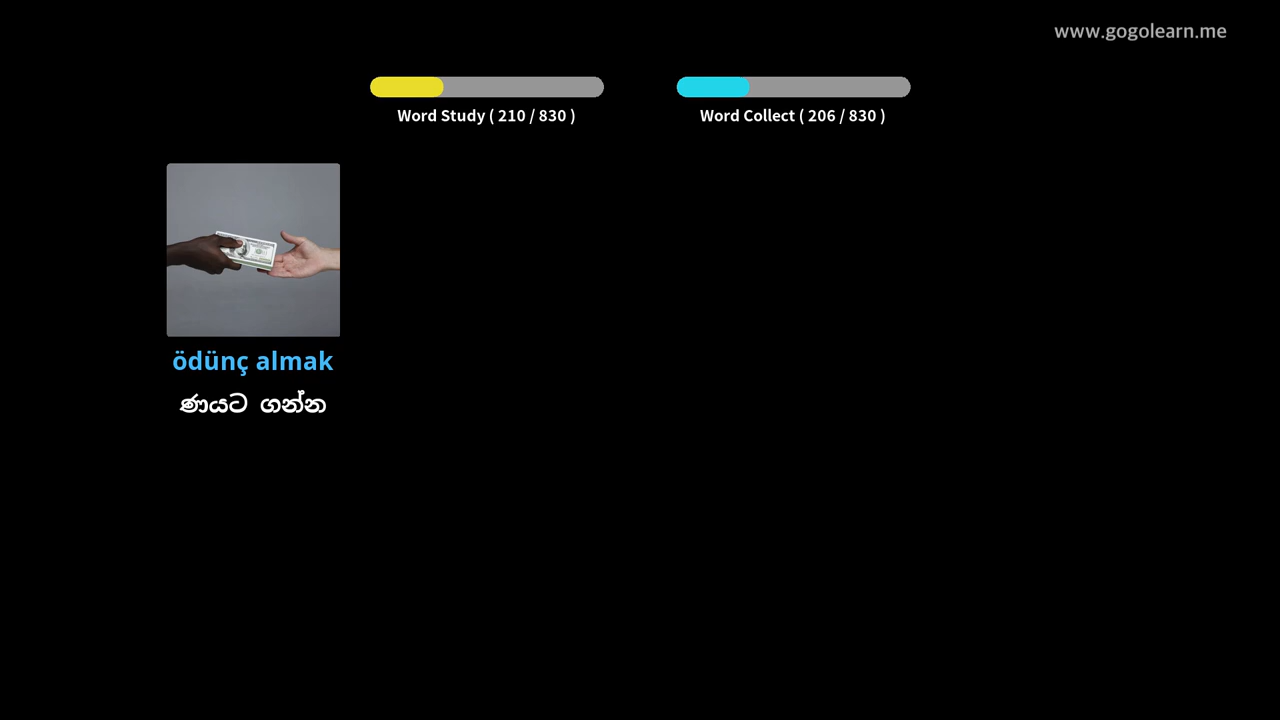 www.gogolearn.me
Word Study ( 210 / 830 )
Word Collect ( 206 / 830 )
ödünç almak
ණයට ගන්න